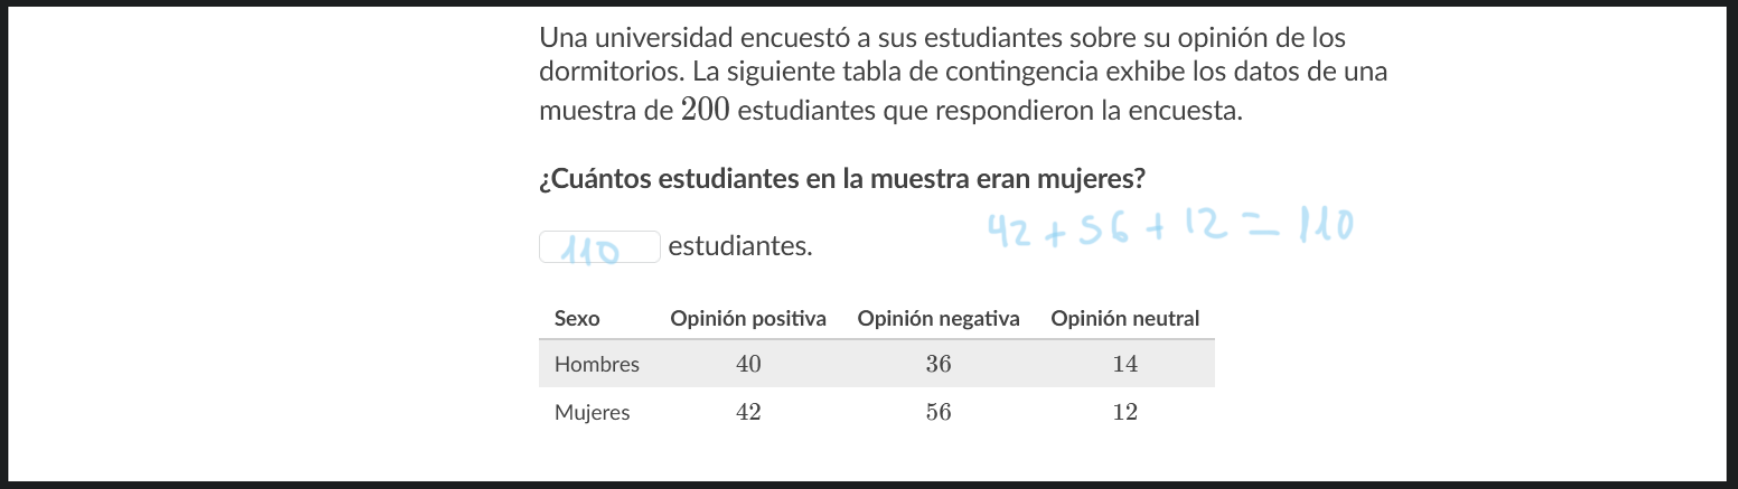 Una universidad encuestó a sus estudiantes sobre su opinión de los
dormitorios. La siguiente tabla de contingencia exhibe los datos de una
muestra de 200 estudiantes que respondieron la encuesta.
¿Cuántos estudiantes en la muestra eran mujeres?
42 + 56 + 12 = 110
110 estudiantes.
Sexo Opinión positiva Opinión negativa Opinión neutral
Hombres 40 36 14
Mujeres 42 56 12